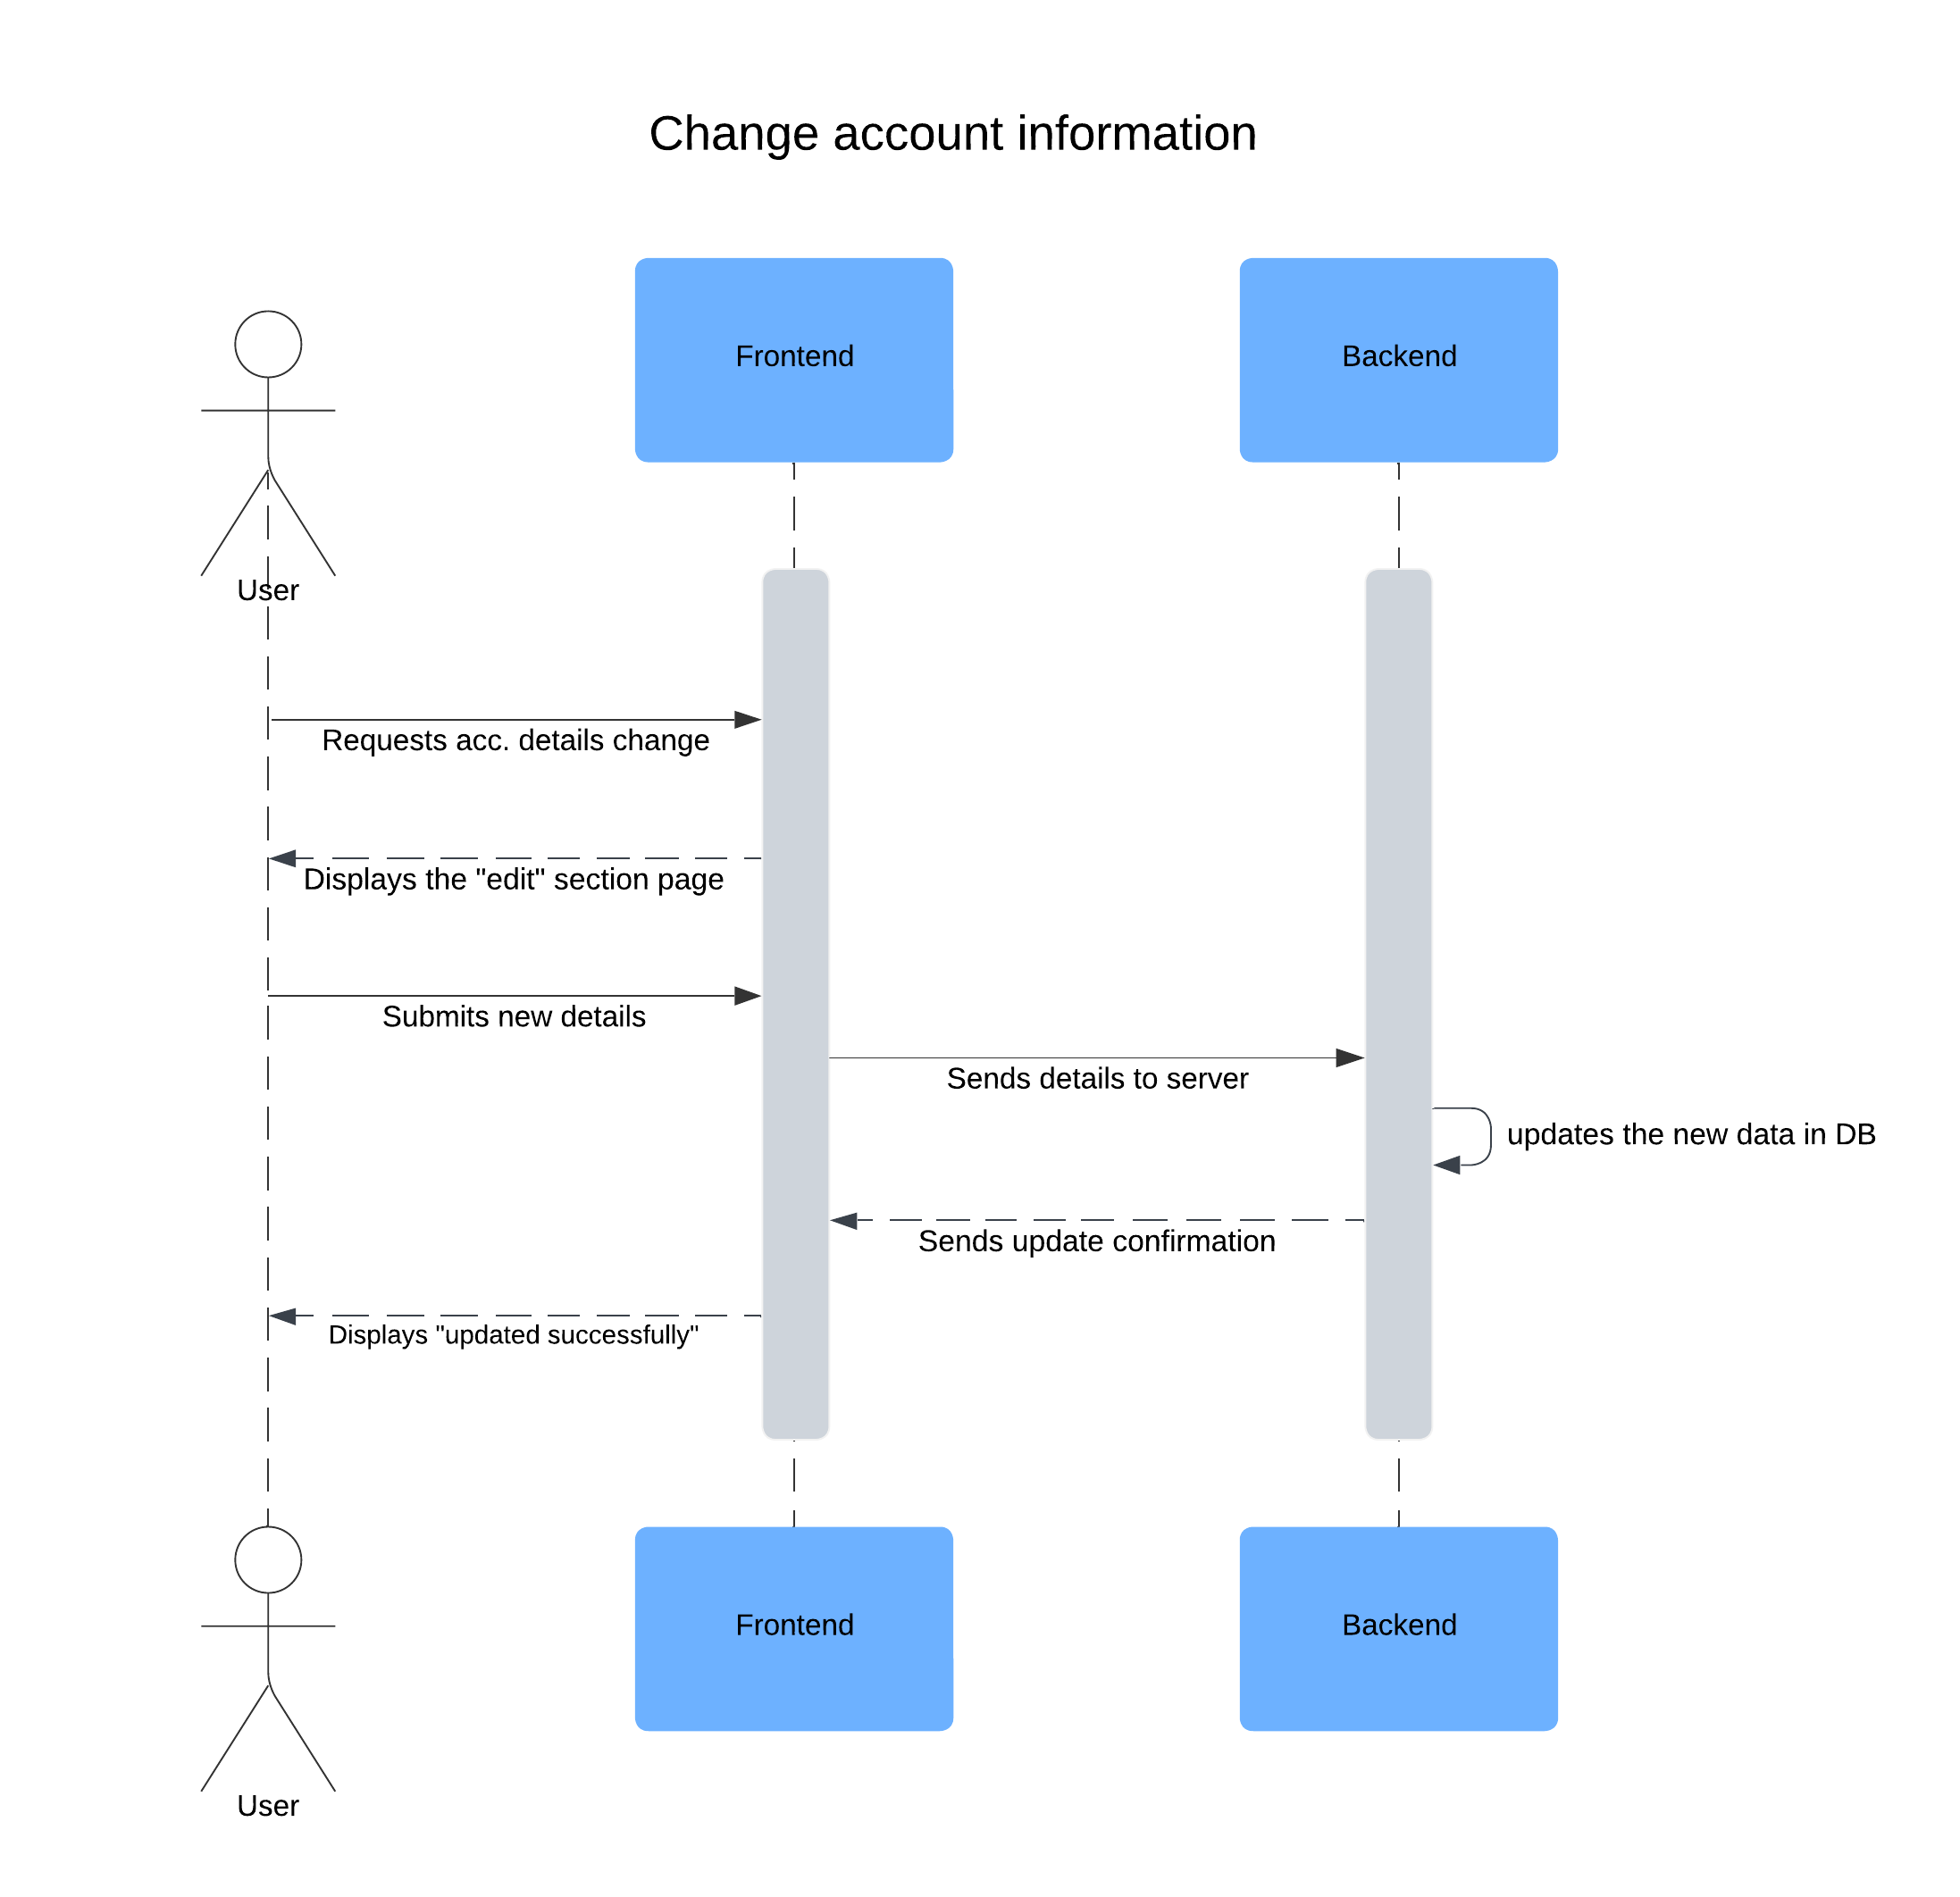 Change account information
Frontend
Backend
User
Requests acc. details change
Displays the "edit" section page
Submits new details
Sends details to server
updates the new data in DB
Sends update confirmation
Displays "updated successfully"
Frontend
Backend
User